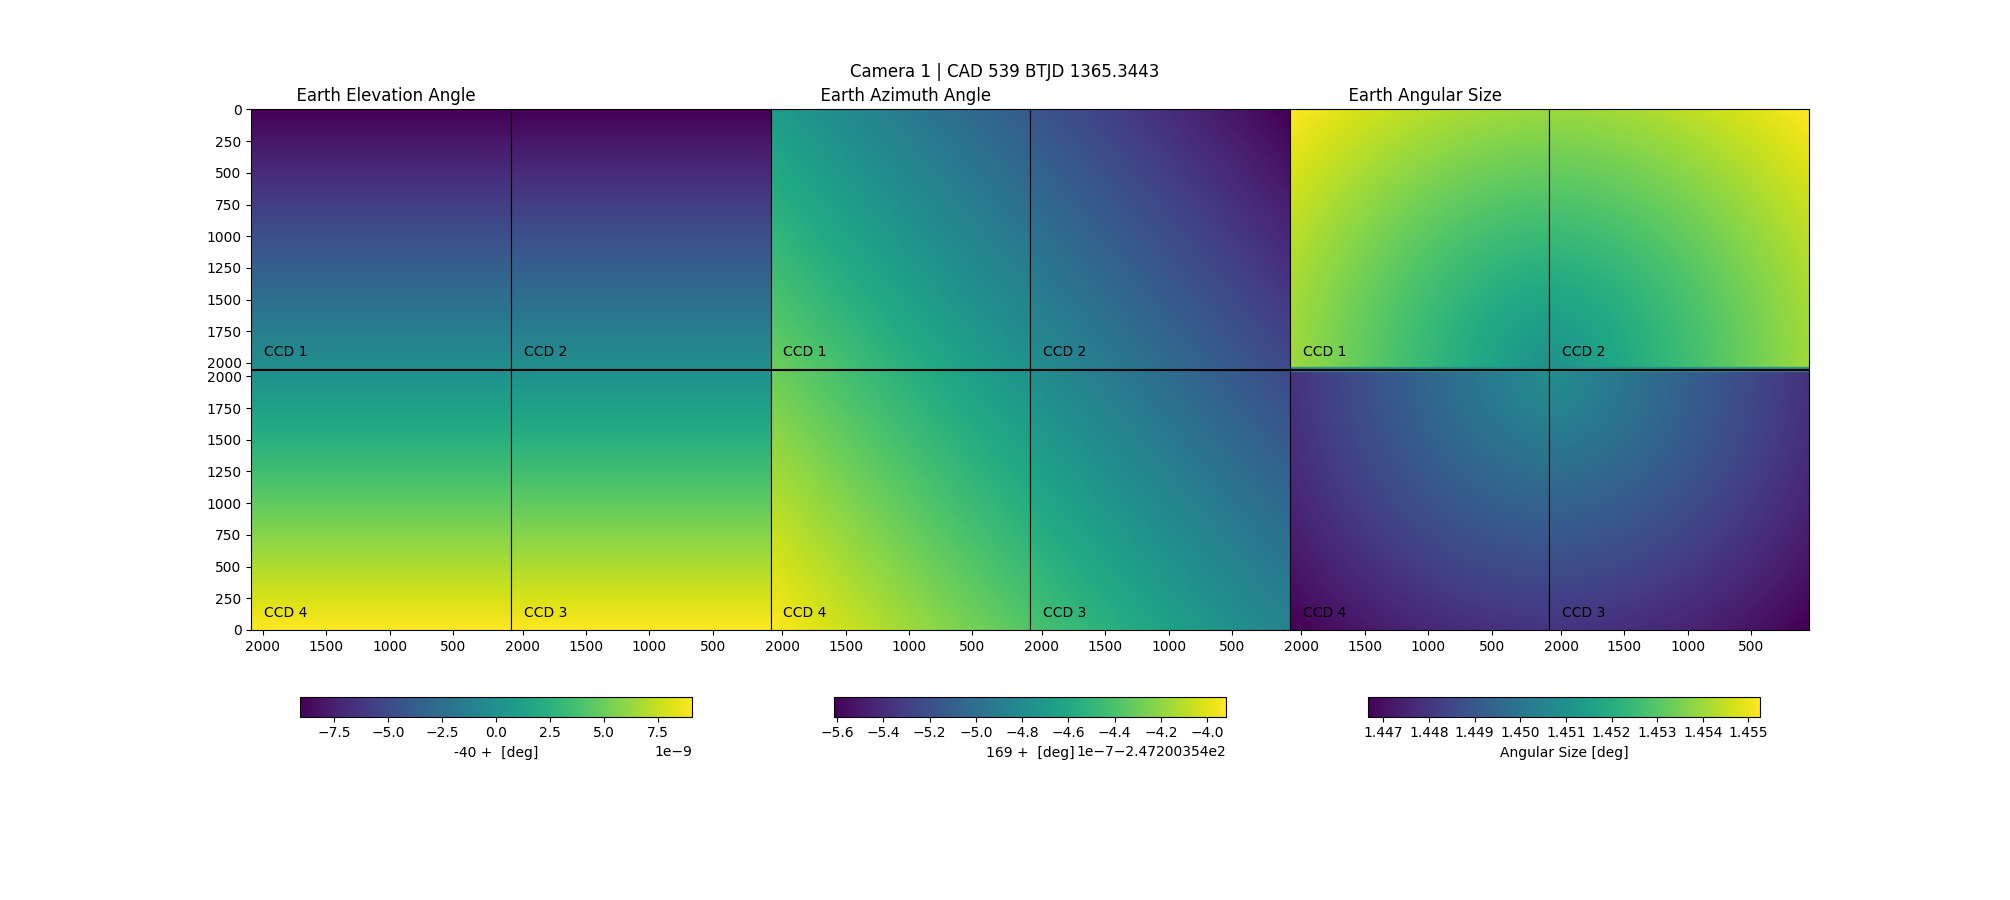 Camera 1 | CAD 539 BTJD 1365.3443
Earth Elevation Angle
Earth Azimuth Angle
Earth Angular Size
0
250
500
750
1000
1250
1500
1750
2000
2000
1750
1500
1250
1000
750
500
250
0
CCD 1
CCD 2
CCD 1
CCD 2
CCD 1
CCD 2
CCD 4
CCD 3
CCD 4
CCD 3
CCD 4
CCD 3
2000 1500 1000 500 2000 1500 1000 500 2000 1500 1000 500 2000 1500 1000 500 2000 1500 1000 500 2000 1500 1000 500
−7.5 −5.0 −2.5 0.0 2.5 5.0 7.5
-40 + [deg]
1e−9
−5.6 −5.4 −5.2 −5.0 −4.8 −4.6 −4.4 −4.2 −4.0
169 + [deg]
1e−7−2.47200354e2
1.447 1.448 1.449 1.450 1.451 1.452 1.453 1.454 1.455
Angular Size [deg]